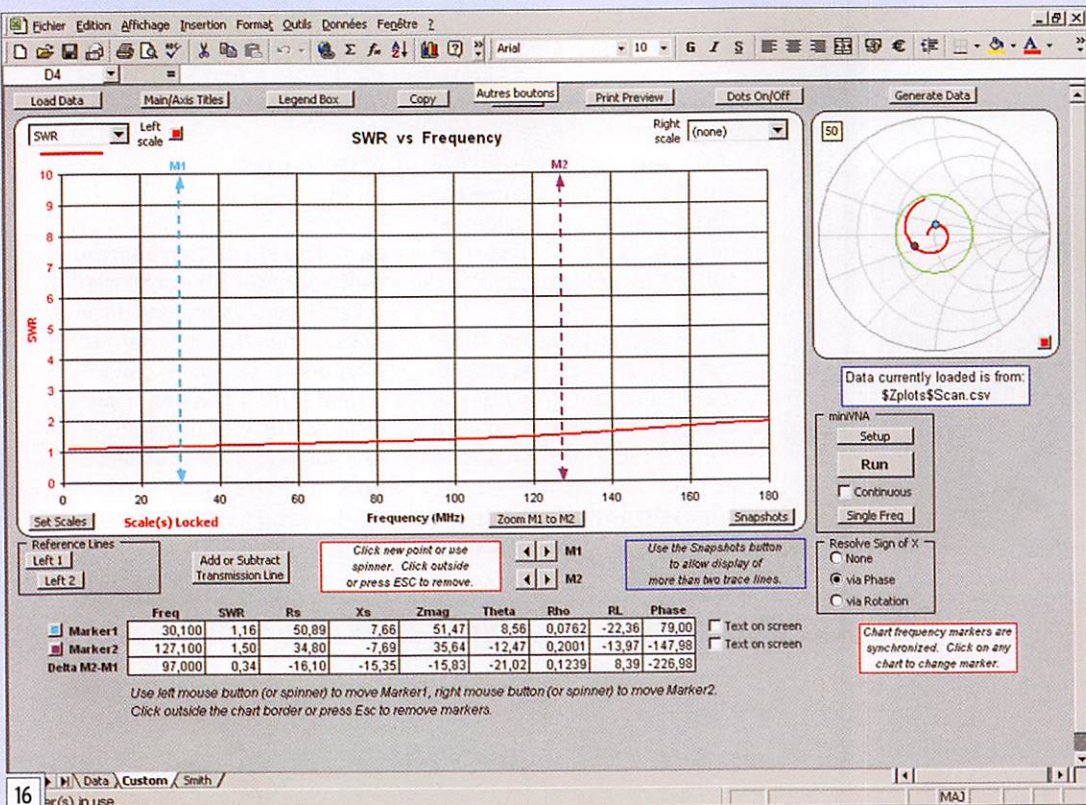 Fichier Edition Affichage Insertion Format Outils Données Fenêtre ?
Arial 10 G I S
D4 =
Load Data Main/Axis Titles Legend Box Copy Autres boutons Print Preview Dots On/Off Generate Data
SWR Left scale SWR vs Frequency Right scale (none)
50
M1 M2
10
9
8
7
6
5
4
3
2
1
0
SWR
0 20 40 60 80 100 120 140 160 180
Set Scales Scale(s) Locked Frequency (MHz) Zoom M1 to M2 Snapshots
Data currently loaded is from:
$Zplots$Scan.csv
miniVNA
Setup
Run
Continuous
Single Freq
Reference Lines
Left 1
Left 2
Add or Subtract
Transmission Line
Click new point or use
spinner. Click outside
or press ESC to remove.
M1
M2
Use the Snapshots button
to allow display of
more than two trace lines.
Resolve Sign of X
None
via Phase
via Rotation
Freq SWR Rs Xs Zmag Theta Rho RL Phase
Marker1 30,100 1,16 50,89 7,66 51,47 8,56 0,0762 -22,36 79,00 Text on screen
Marker2 127,100 1,50 34,80 -7,69 35,64 -12,47 0,2001 -13,97 -147,98 Text on screen
Delta M2-M1 97,000 0,34 -16,10 -15,35 -15,83 -21,02 0,1239 8,39 -226,98
Chart frequency markers are
synchronized. Click on any
chart to change marker.
Use left mouse button (or spinner) to move Marker1, right mouse button (or spinner) to move Marker2.
Click outside the chart border or press Esc to remove markers.
Data Custom Smith
16 er(s) in use MAJ